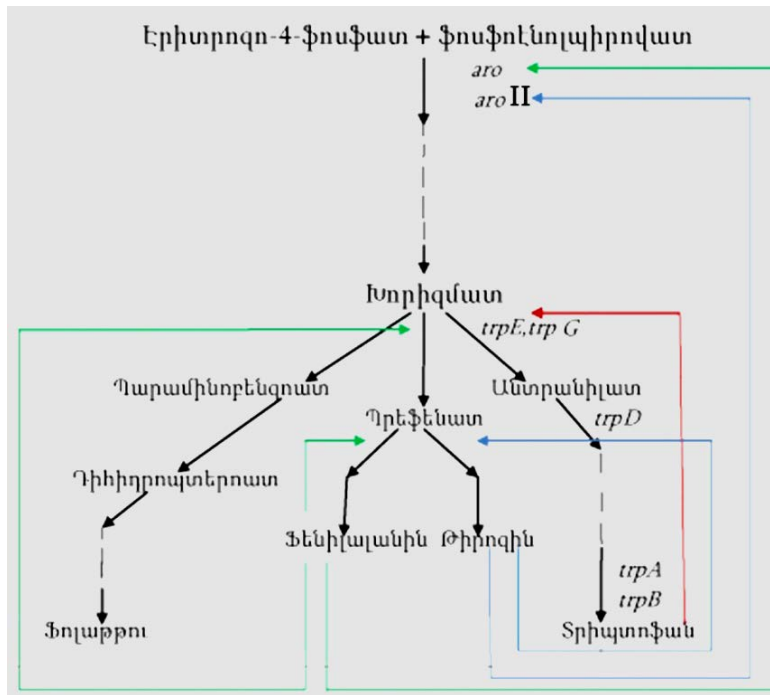 Էրիտրոզո-4-ֆոսֆատ + ֆոսֆոէնոլպիրովատ
aro
aro II
Խորիզմատ
trpE,trp G
Պարամինոբենզոատ
Անտրանիլատ
Պրեֆենատ
trpD
Դիհիդրոպտերոատ
Ֆենիլալանին
Թիրոզին
trpA
trpB
Ֆոլաթթու
Տրիպտոֆան